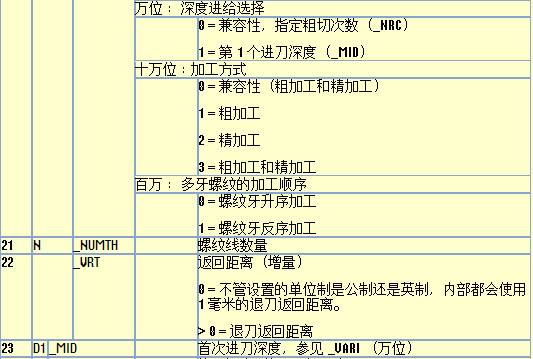 万位：深度进给选择
0 = 兼容性，指定粗切次数（_NRC）
1 = 第 1 个进刀深度（_MID）
十万位：加工方式
0 = 兼容性（粗加工和精加工）
1 = 粗加工
2 = 精加工
3 = 粗加工和精加工
百万：多牙螺纹的加工顺序
0 = 螺纹牙升序加工
1 = 螺纹牙反序加工
21 N _NUMTH 螺纹线数量
22 _VRT 返回距离（增量）
0 = 不管设置的单位制是公制还是英制，内部都会使用
1 毫米的退刀返回距离。
> 0 = 退刀返回距离
23 D1 _MID 首次进刀深度，参见 _VARI（万位）